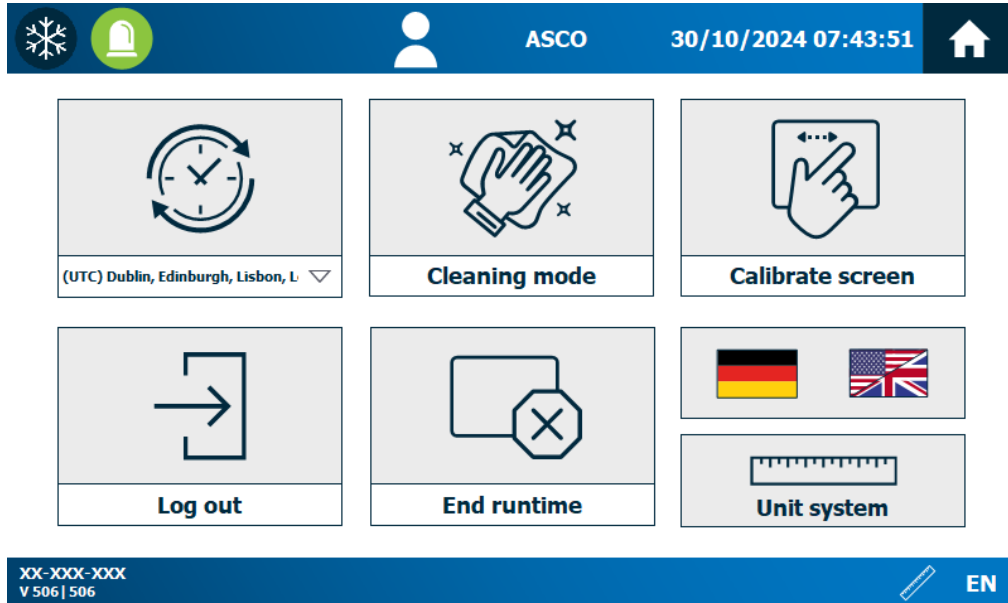 ASCO
30/10/2024 07:43:51
(UTC) Dublin, Edinburgh, Lisbon,
Cleaning mode
Calibrate screen
Log out
End runtime
Unit system
XX-XXX-XXX
V 506 | 506
EN